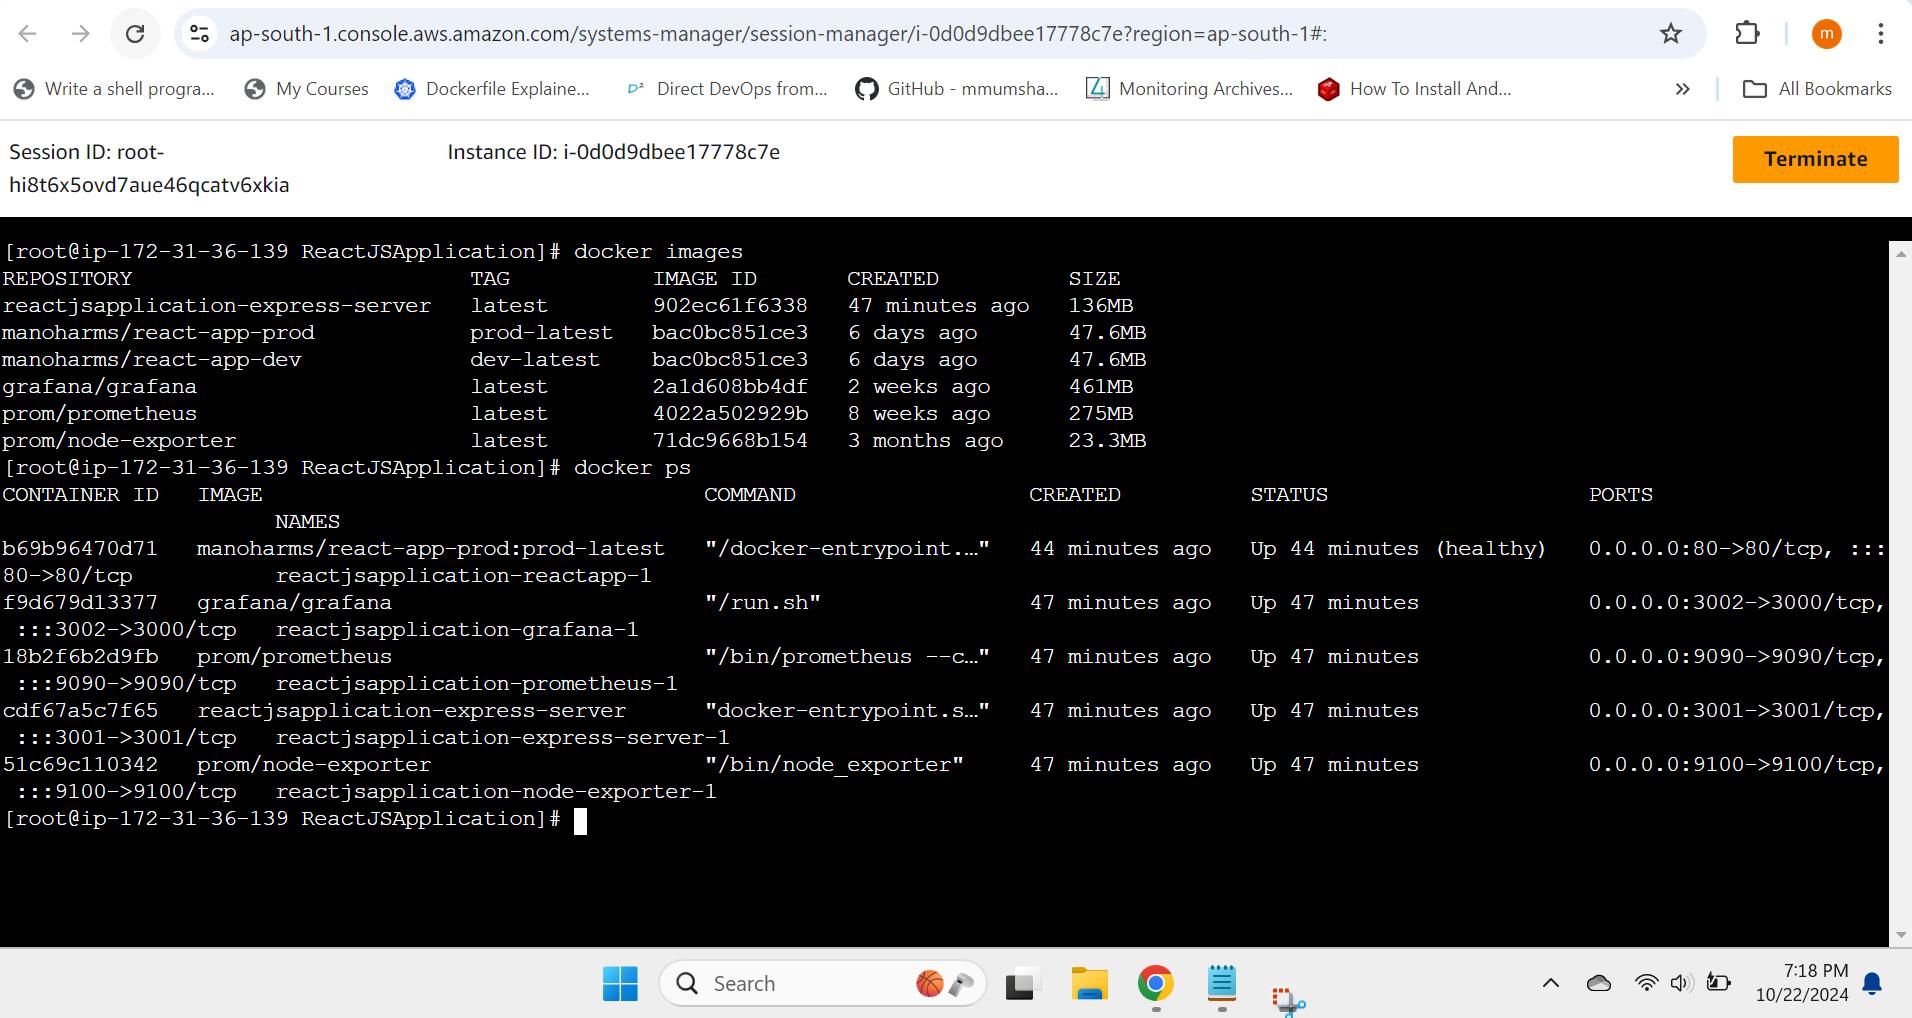 ap-south-1.console.aws.amazon.com/systems-manager/session-manager/i-0d0d9dbee17778c7e?region=ap-south-1#:
m
Write a shell progra...
My Courses
Dockerfile Explaine...
D²
Direct DevOps from...
GitHub - mmumsha...
Monitoring Archives...
How To Install And...
»
All Bookmarks
Session ID: root-
hi8t6x5ovd7aue46qcatv6xkia
Instance ID: i-0d0d9dbee17778c7e
Terminate
[root@ip-172-31-36-139 ReactJSApplication]# docker images
REPOSITORY TAG IMAGE ID CREATED SIZE
reactjsapplication-express-server latest 902ec61f6338 47 minutes ago 136MB
manoharms/react-app-prod prod-latest bac0bc851ce3 6 days ago 47.6MB
manoharms/react-app-dev dev-latest bac0bc851ce3 6 days ago 47.6MB
grafana/grafana latest 2a1d608bb4df 2 weeks ago 461MB
prom/prometheus latest 4022a502929b 8 weeks ago 275MB
prom/node-exporter latest 71dc9668b154 3 months ago 23.3MB
[root@ip-172-31-36-139 ReactJSApplication]# docker ps
CONTAINER ID IMAGE COMMAND CREATED STATUS PORTS
NAMES
b69b96470d71 manoharms/react-app-prod:prod-latest "/docker-entrypoint.…" 44 minutes ago Up 44 minutes (healthy) 0.0.0.0:80->80/tcp, :::
80->80/tcp reactjsapplication-reactapp-1
f9d679d13377 grafana/grafana "/run.sh" 47 minutes ago Up 47 minutes 0.0.0.0:3002->3000/tcp,
:::3002->3000/tcp reactjsapplication-grafana-1
18b2f6b2d9fb prom/prometheus "/bin/prometheus --c…" 47 minutes ago Up 47 minutes 0.0.0.0:9090->9090/tcp,
:::9090->9090/tcp reactjsapplication-prometheus-1
cdf67a5c7f65 reactjsapplication-express-server "docker-entrypoint.s…" 47 minutes ago Up 47 minutes 0.0.0.0:3001->3001/tcp,
:::3001->3001/tcp reactjsapplication-express-server-1
51c69c110342 prom/node-exporter "/bin/node_exporter" 47 minutes ago Up 47 minutes 0.0.0.0:9100->9100/tcp,
:::9100->9100/tcp reactjsapplication-node-exporter-1
[root@ip-172-31-36-139 ReactJSApplication]#
Search
7:18 PM
10/22/2024